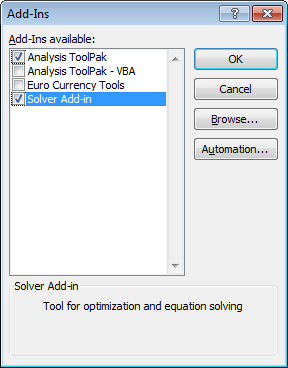 Add-Ins
?
Add-Ins available:
Analysis ToolPak
Analysis ToolPak - VBA
Euro Currency Tools
Solver Add-in
OK
Cancel
Browse...
Automation...
Solver Add-in
Tool for optimization and equation solving